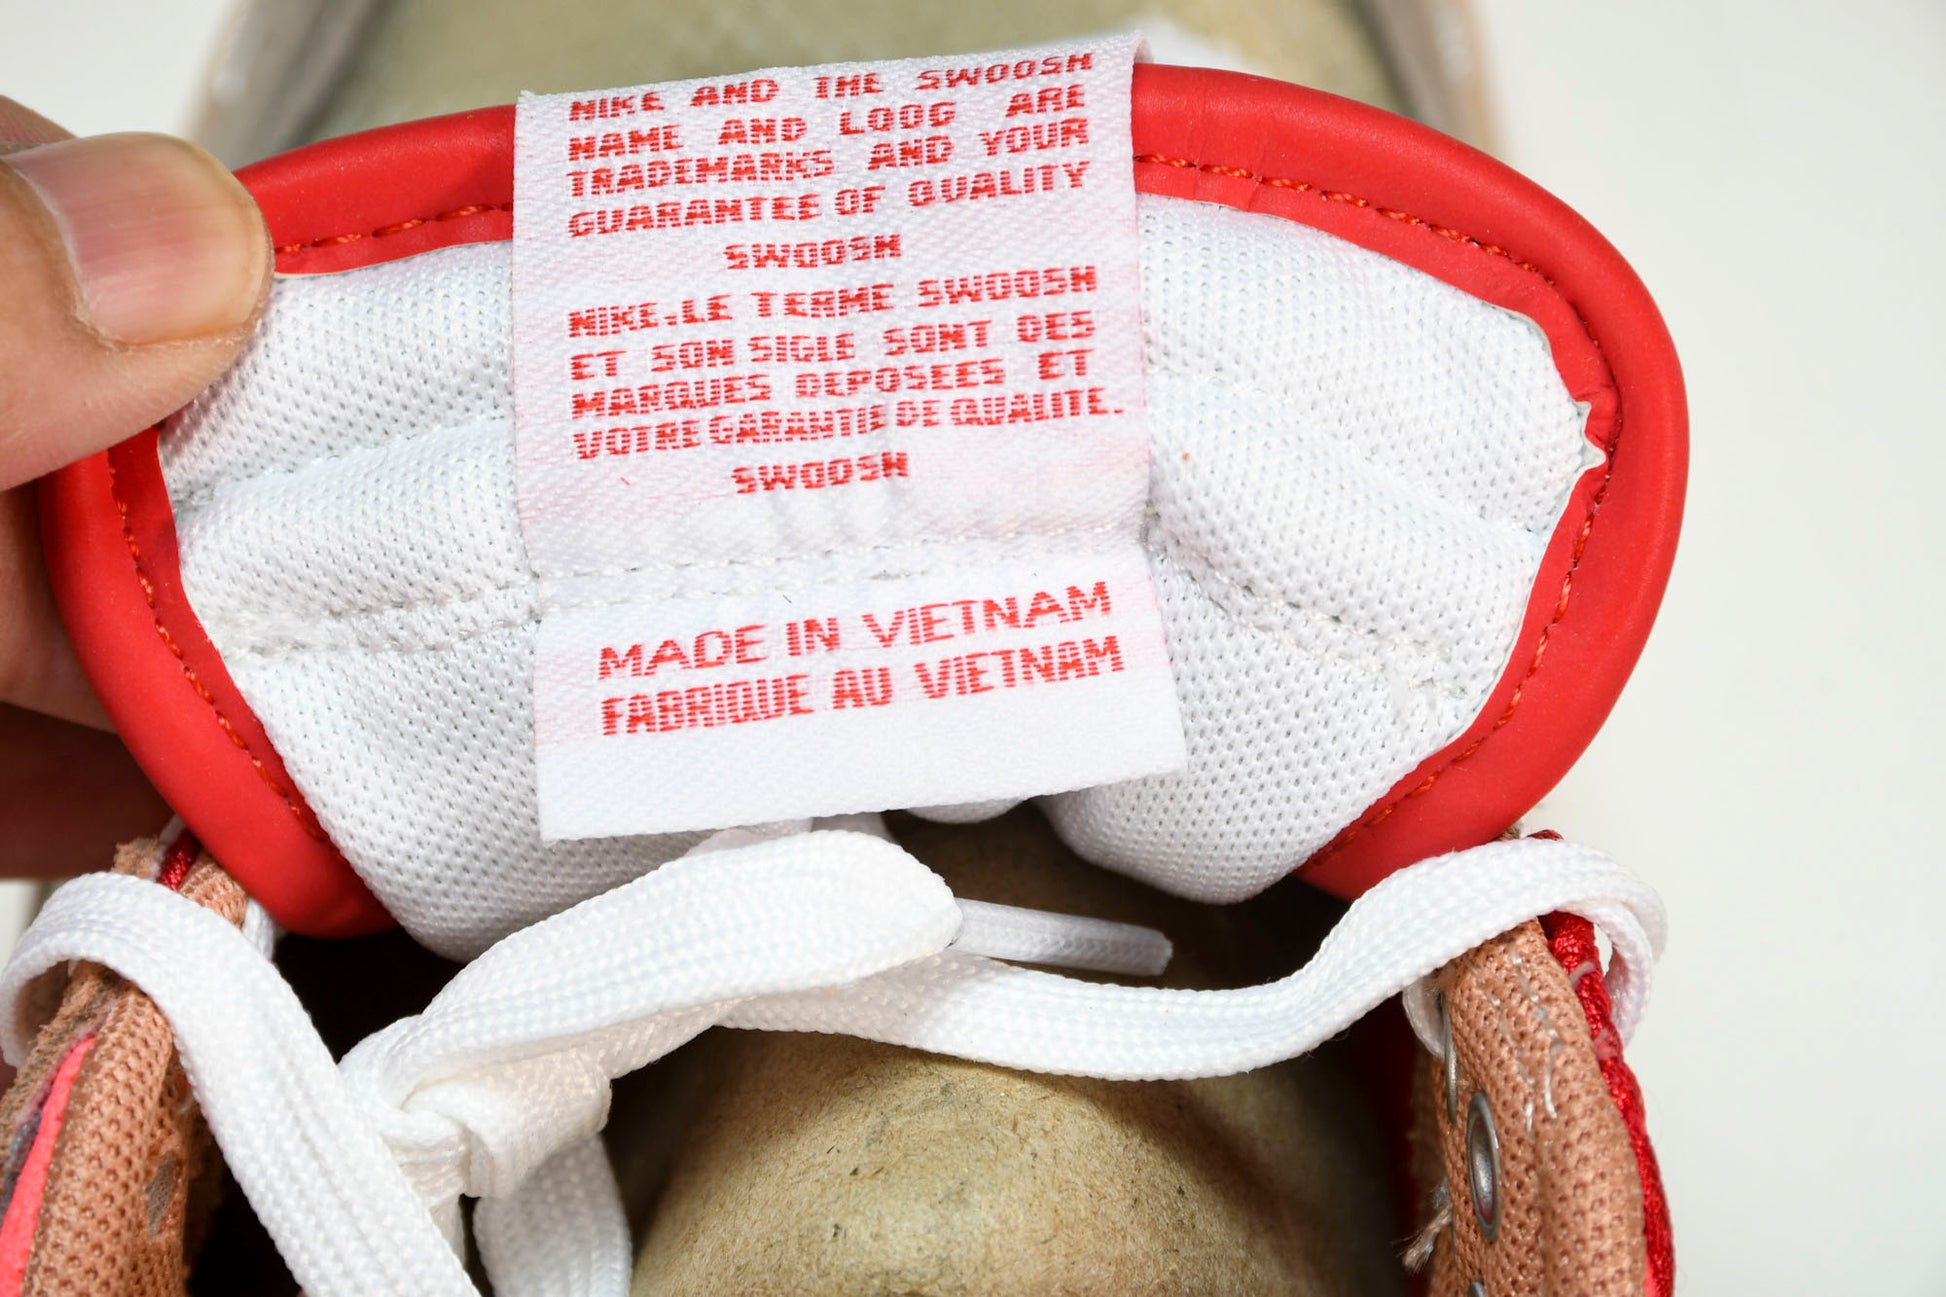 NIKE AND THE SWOOSH
NAME AND LOOG ARE
TRADEMARKS AND YOUR
GUARANTEE OF QUALITY
SWOOSH
NIKE.LE TERME SWOOSH
ET SON SIGLE SONT DES
MARQUES DEPOSEES ET
VOTRE GARANTIE DE QUALITE.
SWOOSH
MADE IN VIETNAM
FABRIQUE AU VIETNAM